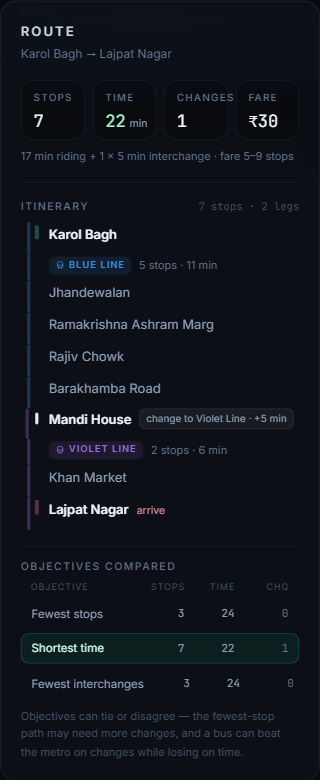 ROUTE
Karol Bagh → Lajpat Nagar
STOPS TIME CHANGES FARE
7 22 min 1 ₹30
17 min riding + 1 × 5 min interchange · fare 5–9 stops
ITINERARY 7 stops · 2 legs
Karol Bagh
BLUE LINE 5 stops · 11 min
Jhandewalan
Ramakrishna Ashram Marg
Rajiv Chowk
Barakhamba Road
Mandi House change to Violet Line · +5 min
VIOLET LINE 2 stops · 6 min
Khan Market
Lajpat Nagar arrive
OBJECTIVES COMPARED
OBJECTIVE STOPS TIME CHG
Fewest stops 3 24 0
Shortest time 7 22 1
Fewest interchanges 3 24 0
Objectives can tie or disagree — the fewest-stop
path may need more changes, and a bus can beat
the metro on changes while losing on time.